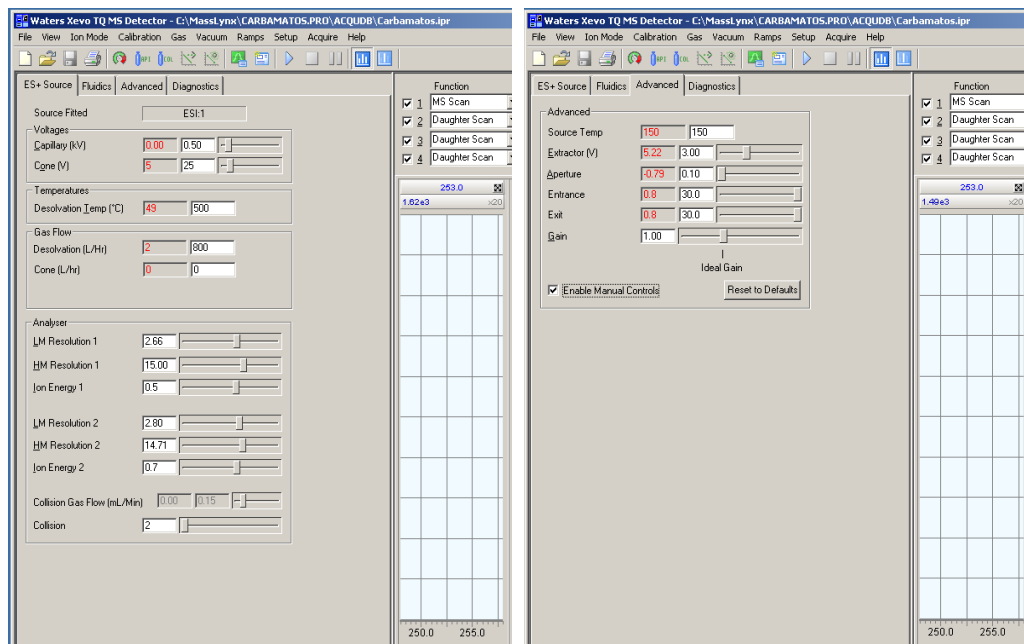 Waters Xevo TQ MS Detector - C:\MassLynx\CARBAMATOS.PRO\ACQUDB\Carbamatos.ipr
File View Ion Mode Calibration Gas Vacuum Ramps Setup Acquire Help
API COL
ES+ Source Fluidics Advanced Diagnostics
Source Fitted ESI:1
Voltages
Capillary (kV) 0.00 0.50
Cone (V) 5 25
Temperatures
Desolvation Temp (°C) 49 500
Gas Flow
Desolvation (L/Hr) 2 800
Cone (L/hr) 0 0
Analyser
LM Resolution 1 2.66
HM Resolution 1 15.00
Ion Energy 1 0.5
LM Resolution 2 2.80
HM Resolution 2 14.71
Ion Energy 2 0.7
Collision Gas Flow (mL/Min) 0.00 0.15
Collision 2
Function
1 MS Scan
2 Daughter Scan
3 Daughter Scan
4 Daughter Scan
253.0
1.62e3 x20
250.0 255.0
Waters Xevo TQ MS Detector - C:\MassLynx\CARBAMATOS.PRO\ACQUDB\Carbamatos.ipr
File View Ion Mode Calibration Gas Vacuum Ramps Setup Acquire Help
API COL
ES+ Source Fluidics Advanced Diagnostics
Advanced
Source Temp 150 150
Extractor (V) 5.22 3.00
Aperture -0.79 0.10
Entrance 0.8 30.0
Exit 0.8 30.0
Gain 1.00
Ideal Gain
Enable Manual Controls Reset to Defaults
Function
1 MS Scan
2 Daughter Scan
3 Daughter Scan
4 Daughter Scan
253.0
1.49e3 x20
250.0 255.0